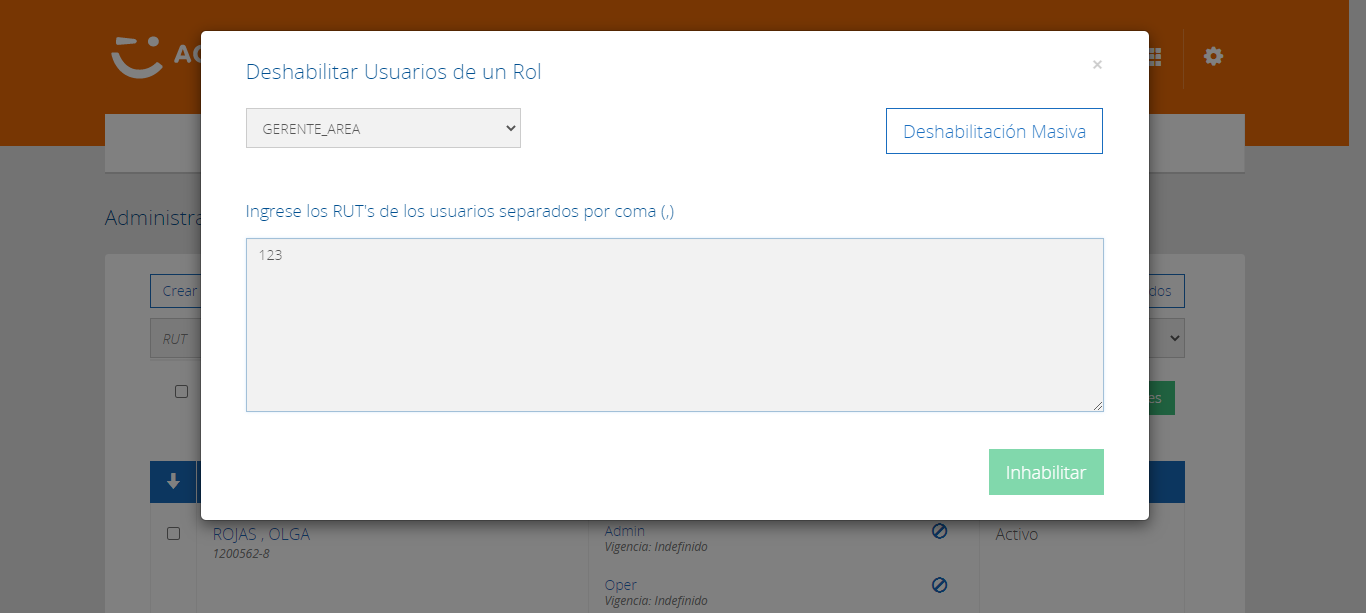 Deshabilitar Usuarios de un Rol
×
GERENTE_AREA
Deshabilitación Masiva
Ingrese los RUT's de los usuarios separados por coma (,)
123
Inhabilitar
Administra
Crear
dos
RUT
es
ROJAS , OLGA
1200562-8
Admin
Vigencia: Indefinido
Activo
Oper
Vigencia: Indefinido